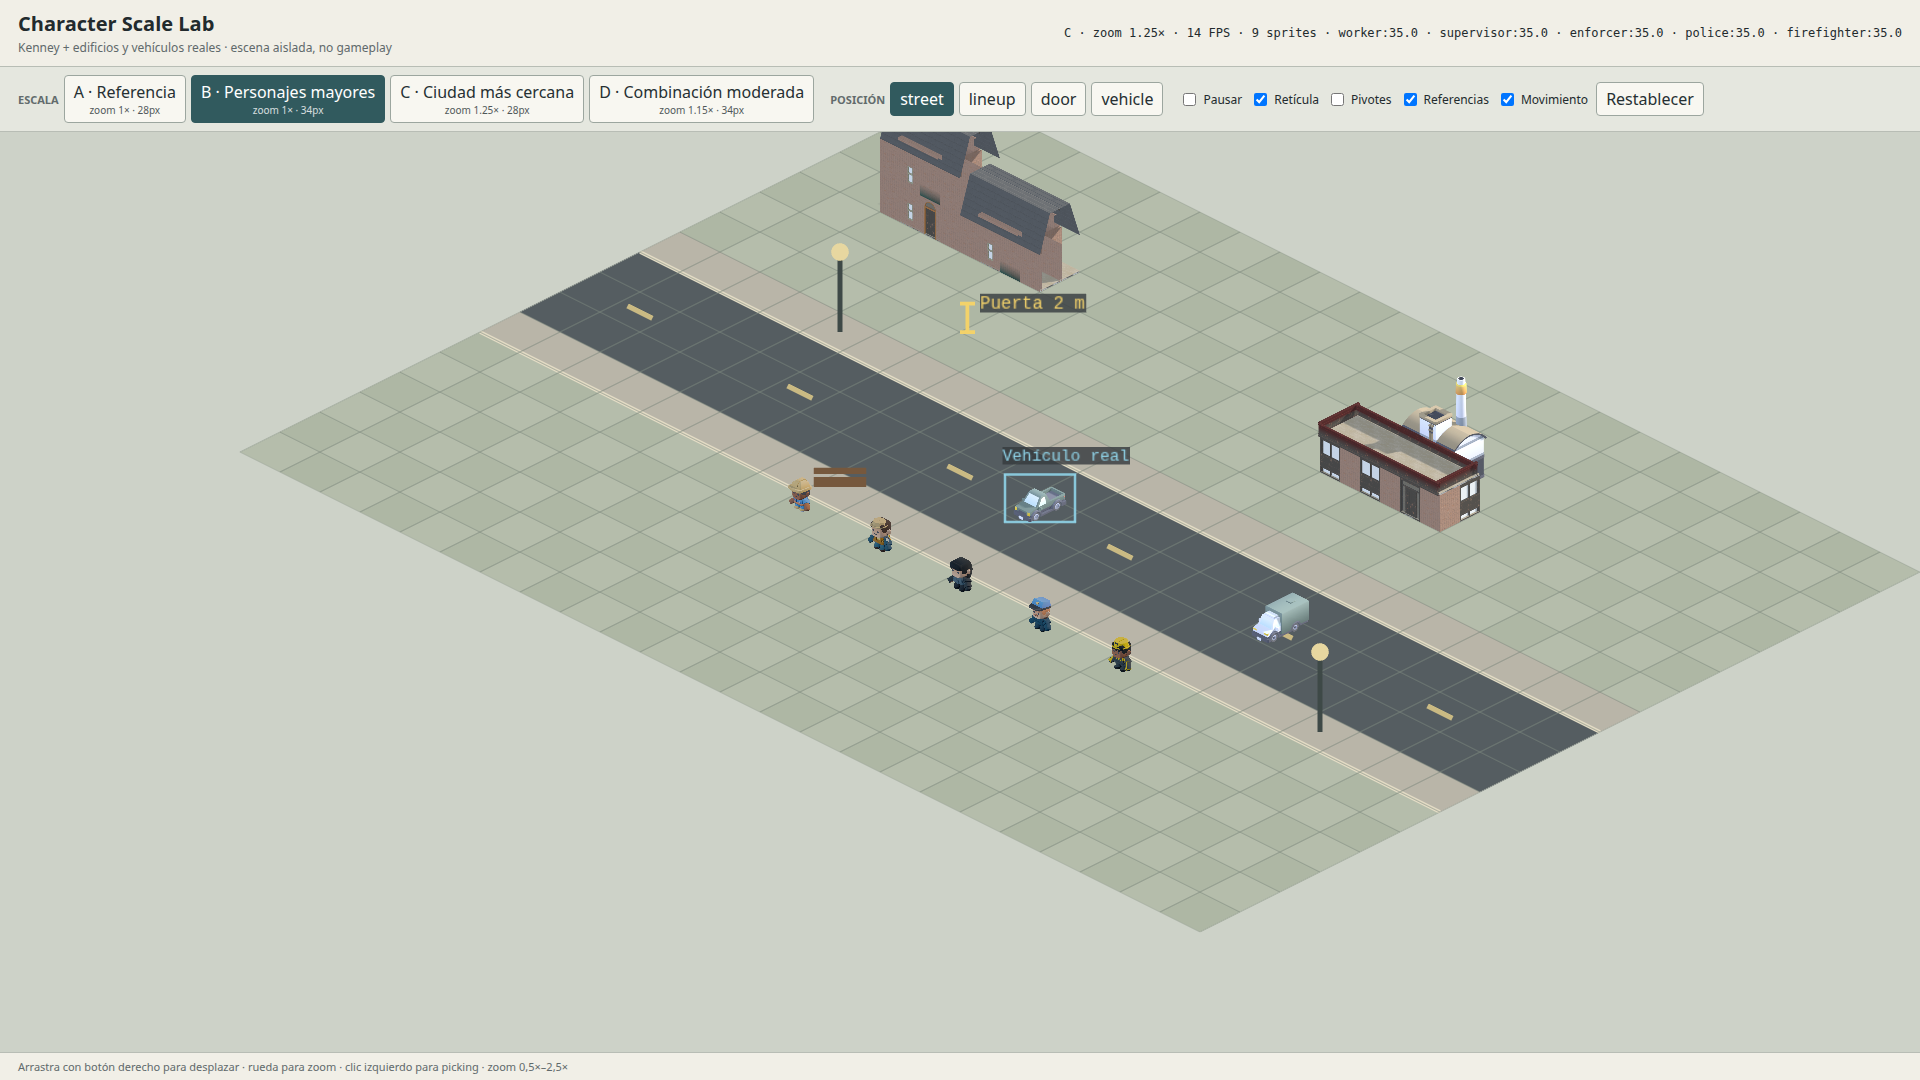 Character Scale Lab
Kenney + edificios y vehículos reales · escena aislada, no gameplay
C · zoom 1.25× · 14 FPS · 9 sprites · worker:35.0 · supervisor:35.0 · enforcer:35.0 · police:35.0 · firefighter:35.0
ESCALA
A · Referencia
zoom 1× · 28px
B · Personajes mayores
zoom 1× · 34px
C · Ciudad más cercana
zoom 1.25× · 28px
D · Combinación moderada
zoom 1.15× · 34px
POSICIÓN
street
lineup
door
vehicle
Pausar
Retícula
Pivotes
Referencias
Movimiento
Restablecer
Puerta 2 m
Vehículo real
Arrastra con botón derecho para desplazar · rueda para zoom · clic izquierdo para picking · zoom 0,5×–2,5×